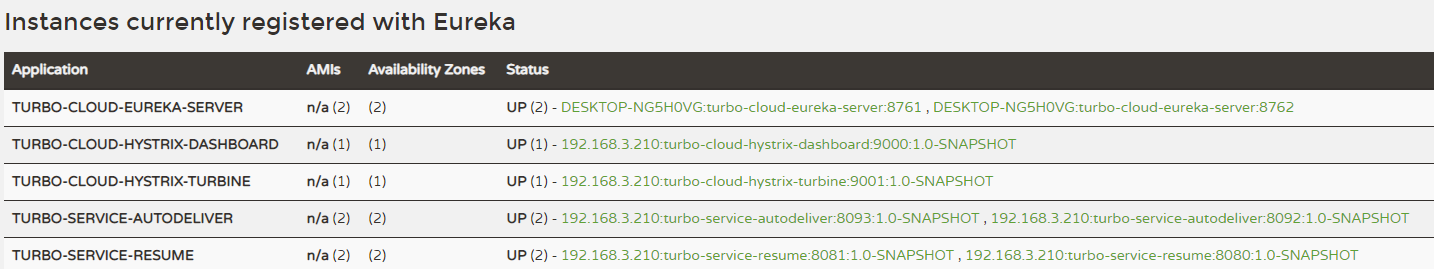 Instances currently registered with Eureka
Application AMIs Availability Zones Status
TURBO-CLOUD-EUREKA-SERVER n/a (2) (2) UP (2) - DESKTOP-NG5H0VG:turbo-cloud-eureka-server:8761 , DESKTOP-NG5H0VG:turbo-cloud-eureka-server:8762
TURBO-CLOUD-HYSTRIX-DASHBOARD n/a (1) (1) UP (1) - 192.168.3.210:turbo-cloud-hystrix-dashboard:9000:1.0-SNAPSHOT
TURBO-CLOUD-HYSTRIX-TURBINE n/a (1) (1) UP (1) - 192.168.3.210:turbo-cloud-hystrix-turbine:9001:1.0-SNAPSHOT
TURBO-SERVICE-AUTODELIVER n/a (2) (2) UP (2) - 192.168.3.210:turbo-service-autodeliver:8093:1.0-SNAPSHOT , 192.168.3.210:turbo-service-autodeliver:8092:1.0-SNAPSHOT
TURBO-SERVICE-RESUME n/a (2) (2) UP (2) - 192.168.3.210:turbo-service-resume:8081:1.0-SNAPSHOT , 192.168.3.210:turbo-service-resume:8080:1.0-SNAPSHOT